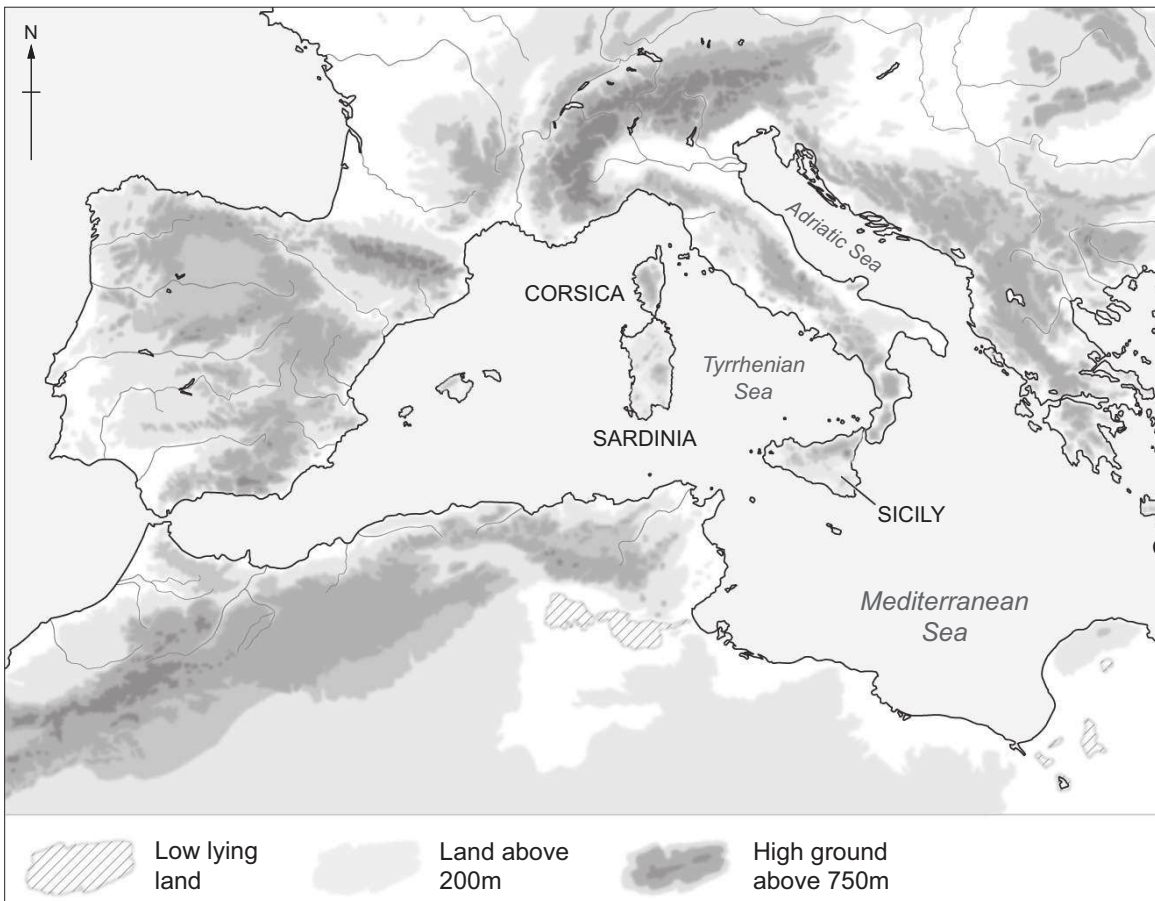 N
Adriatic Sea
CORSICA
Tyrrhenian
Sea
SARDINIA
SICILY
Mediterranean
Sea
Low lying
land
Land above
200m
High ground
above 750m